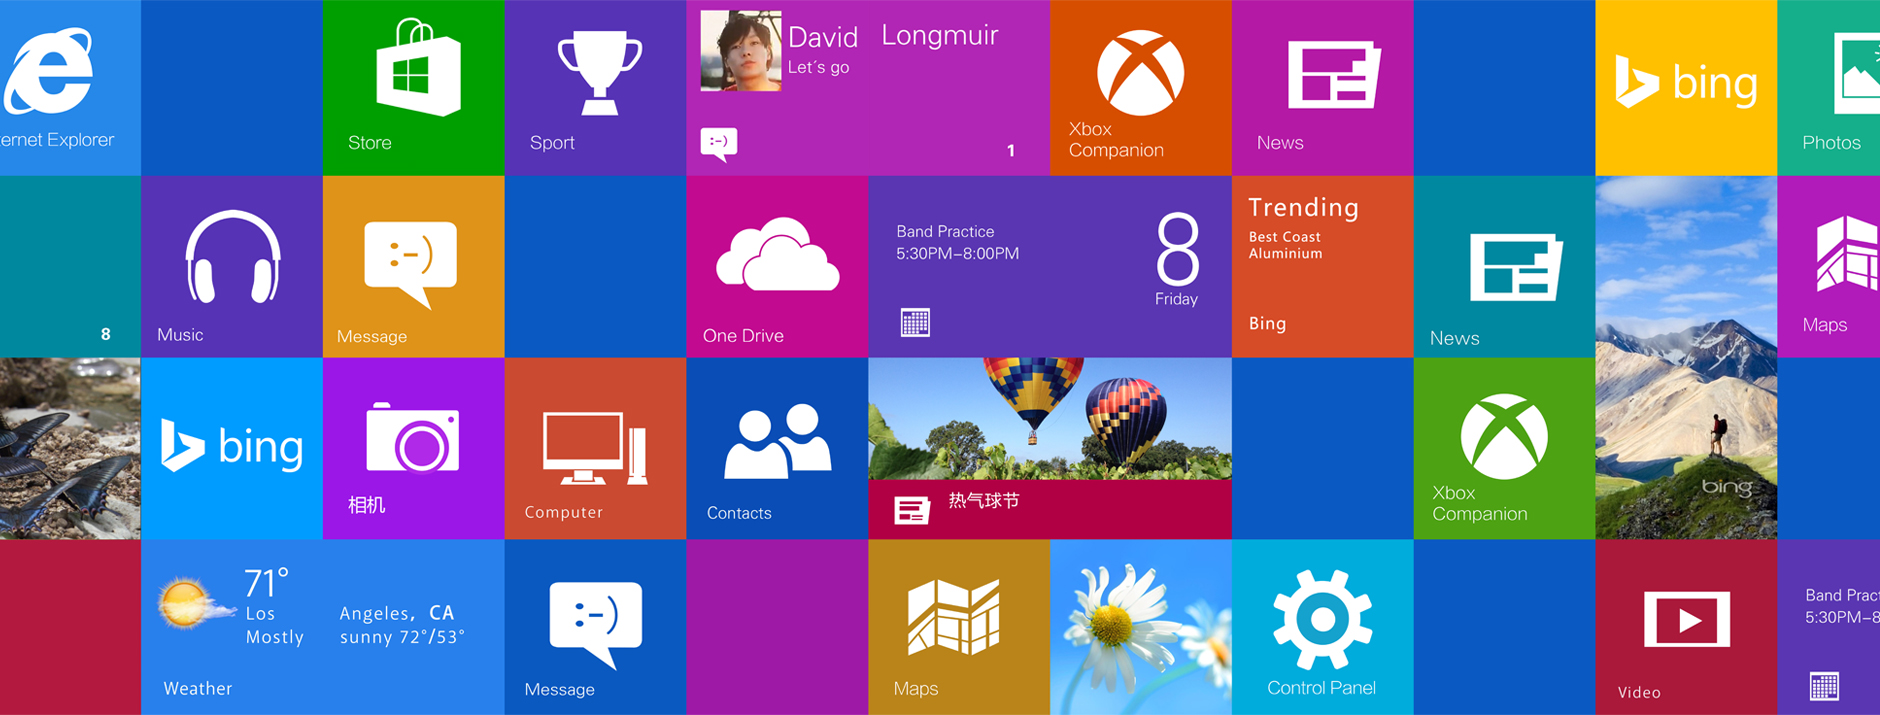 ernet Explorer
Store
Sport
David Longmuir
Let´s go
:-)
1
Xbox
Companion
News
bing
Photos
8
Music
:-)
Message
One Drive
Band Practice
5:30PM–8:00PM
8
Friday
Trending
Best Coast
Aluminium
Bing
News
bing
Maps
bing
相机
Computer
Contacts
热气球节
Xbox
Companion
71°
Los Angeles, CA
Mostly sunny 72°/53°
Weather
:-)
Message
Maps
Control Panel
Video
Band Pract
5:30PM–8